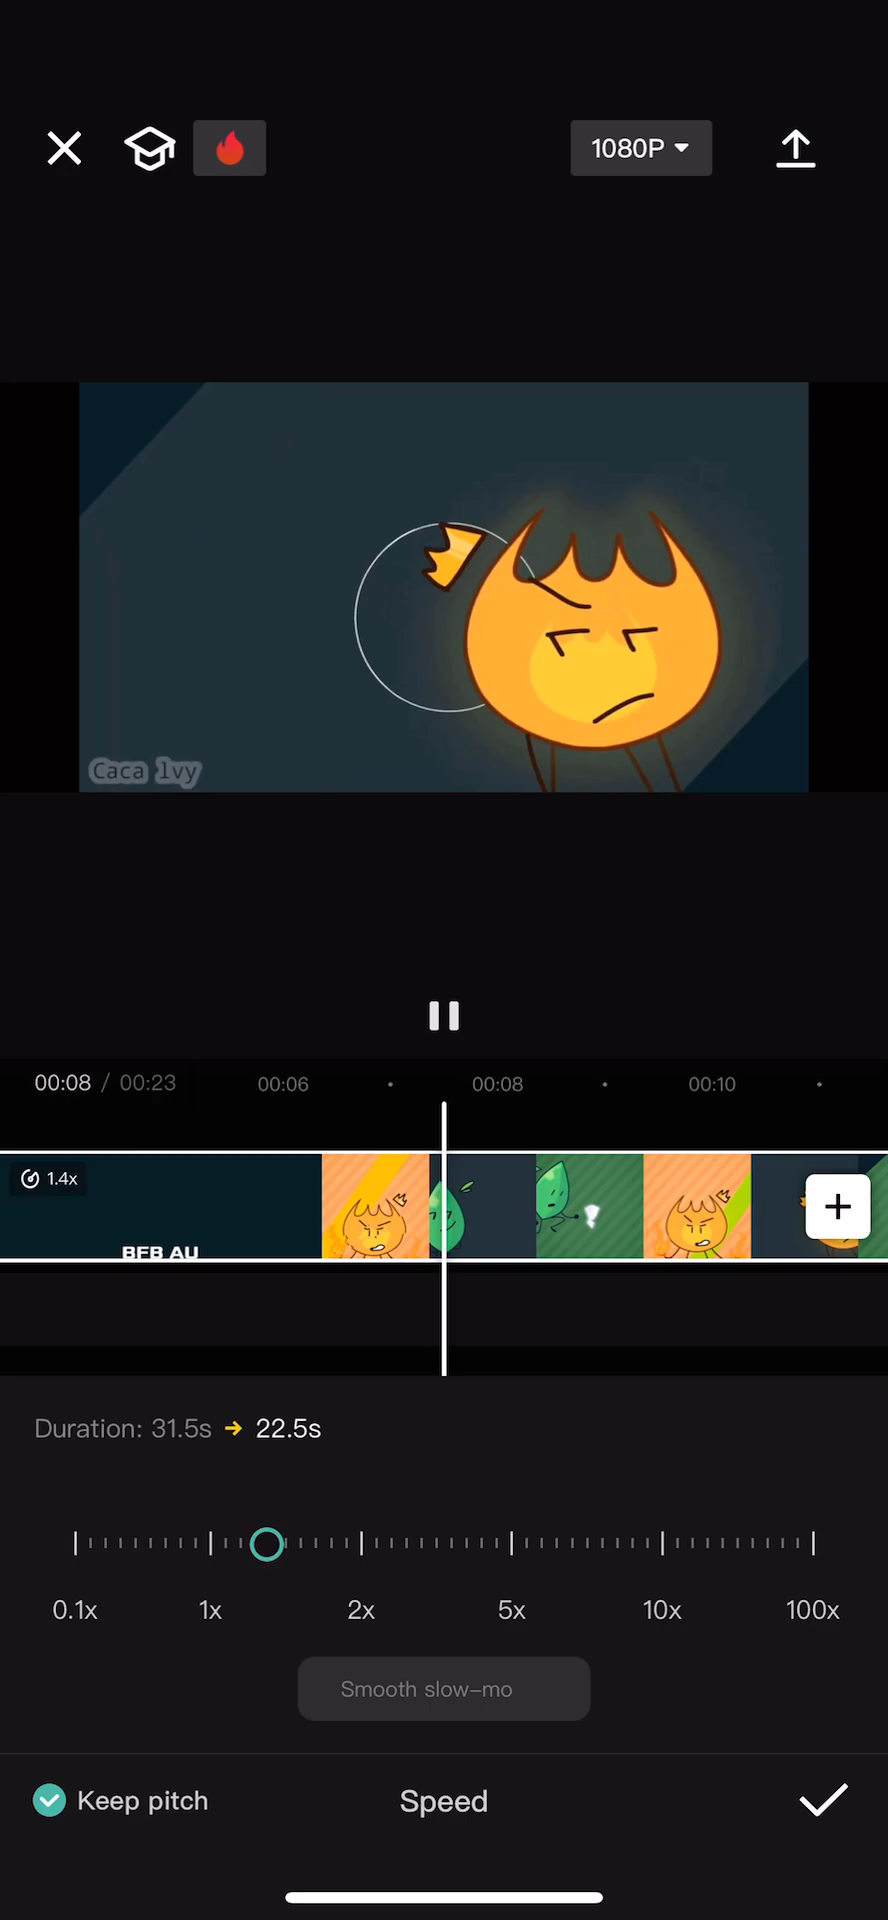 1080P
Caca lvy
00:08 / 00:23 00:06 00:08 00:10
1.4x
BFB AU
Duration: 31.5s → 22.5s
0.1x 1x 2x 5x 10x 100x
Smooth slow-mo
Keep pitch Speed